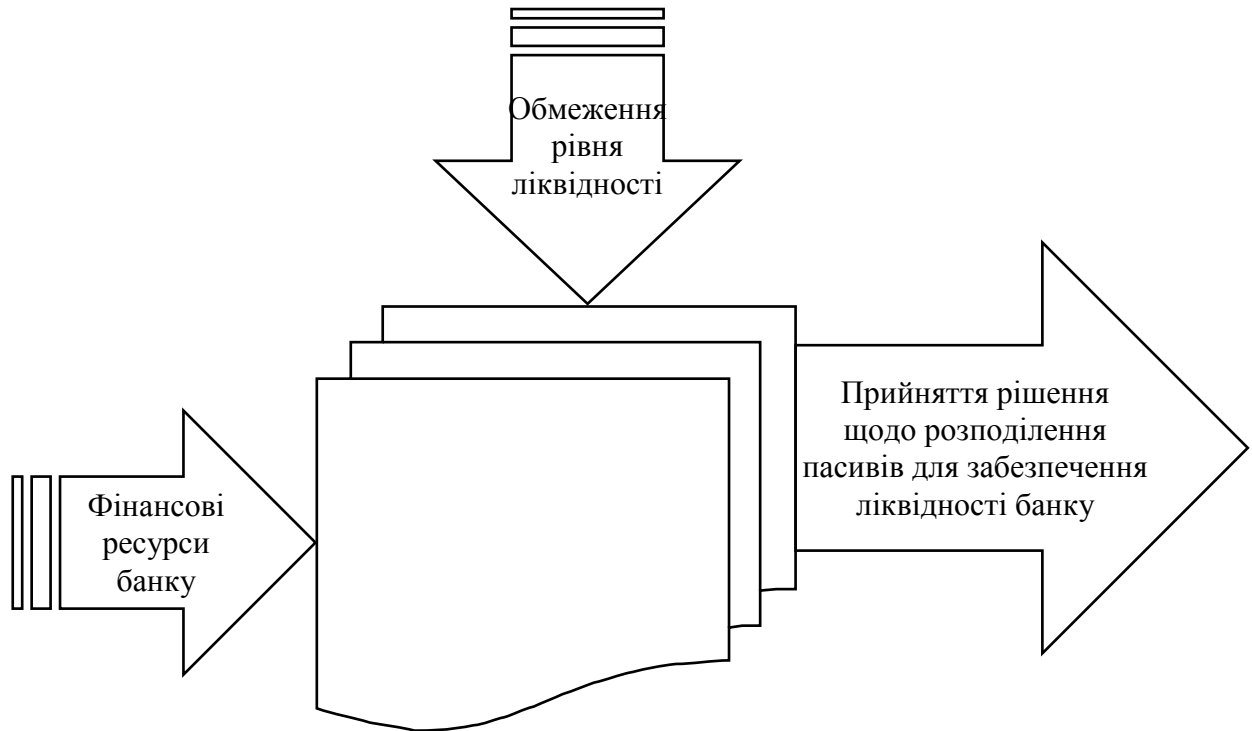 Обмеження
рівня
ліквідності
Прийняття рішення
щодо розподілення
пасивів для забезпечення
ліквідності банку
Фінансові
ресурси
банку